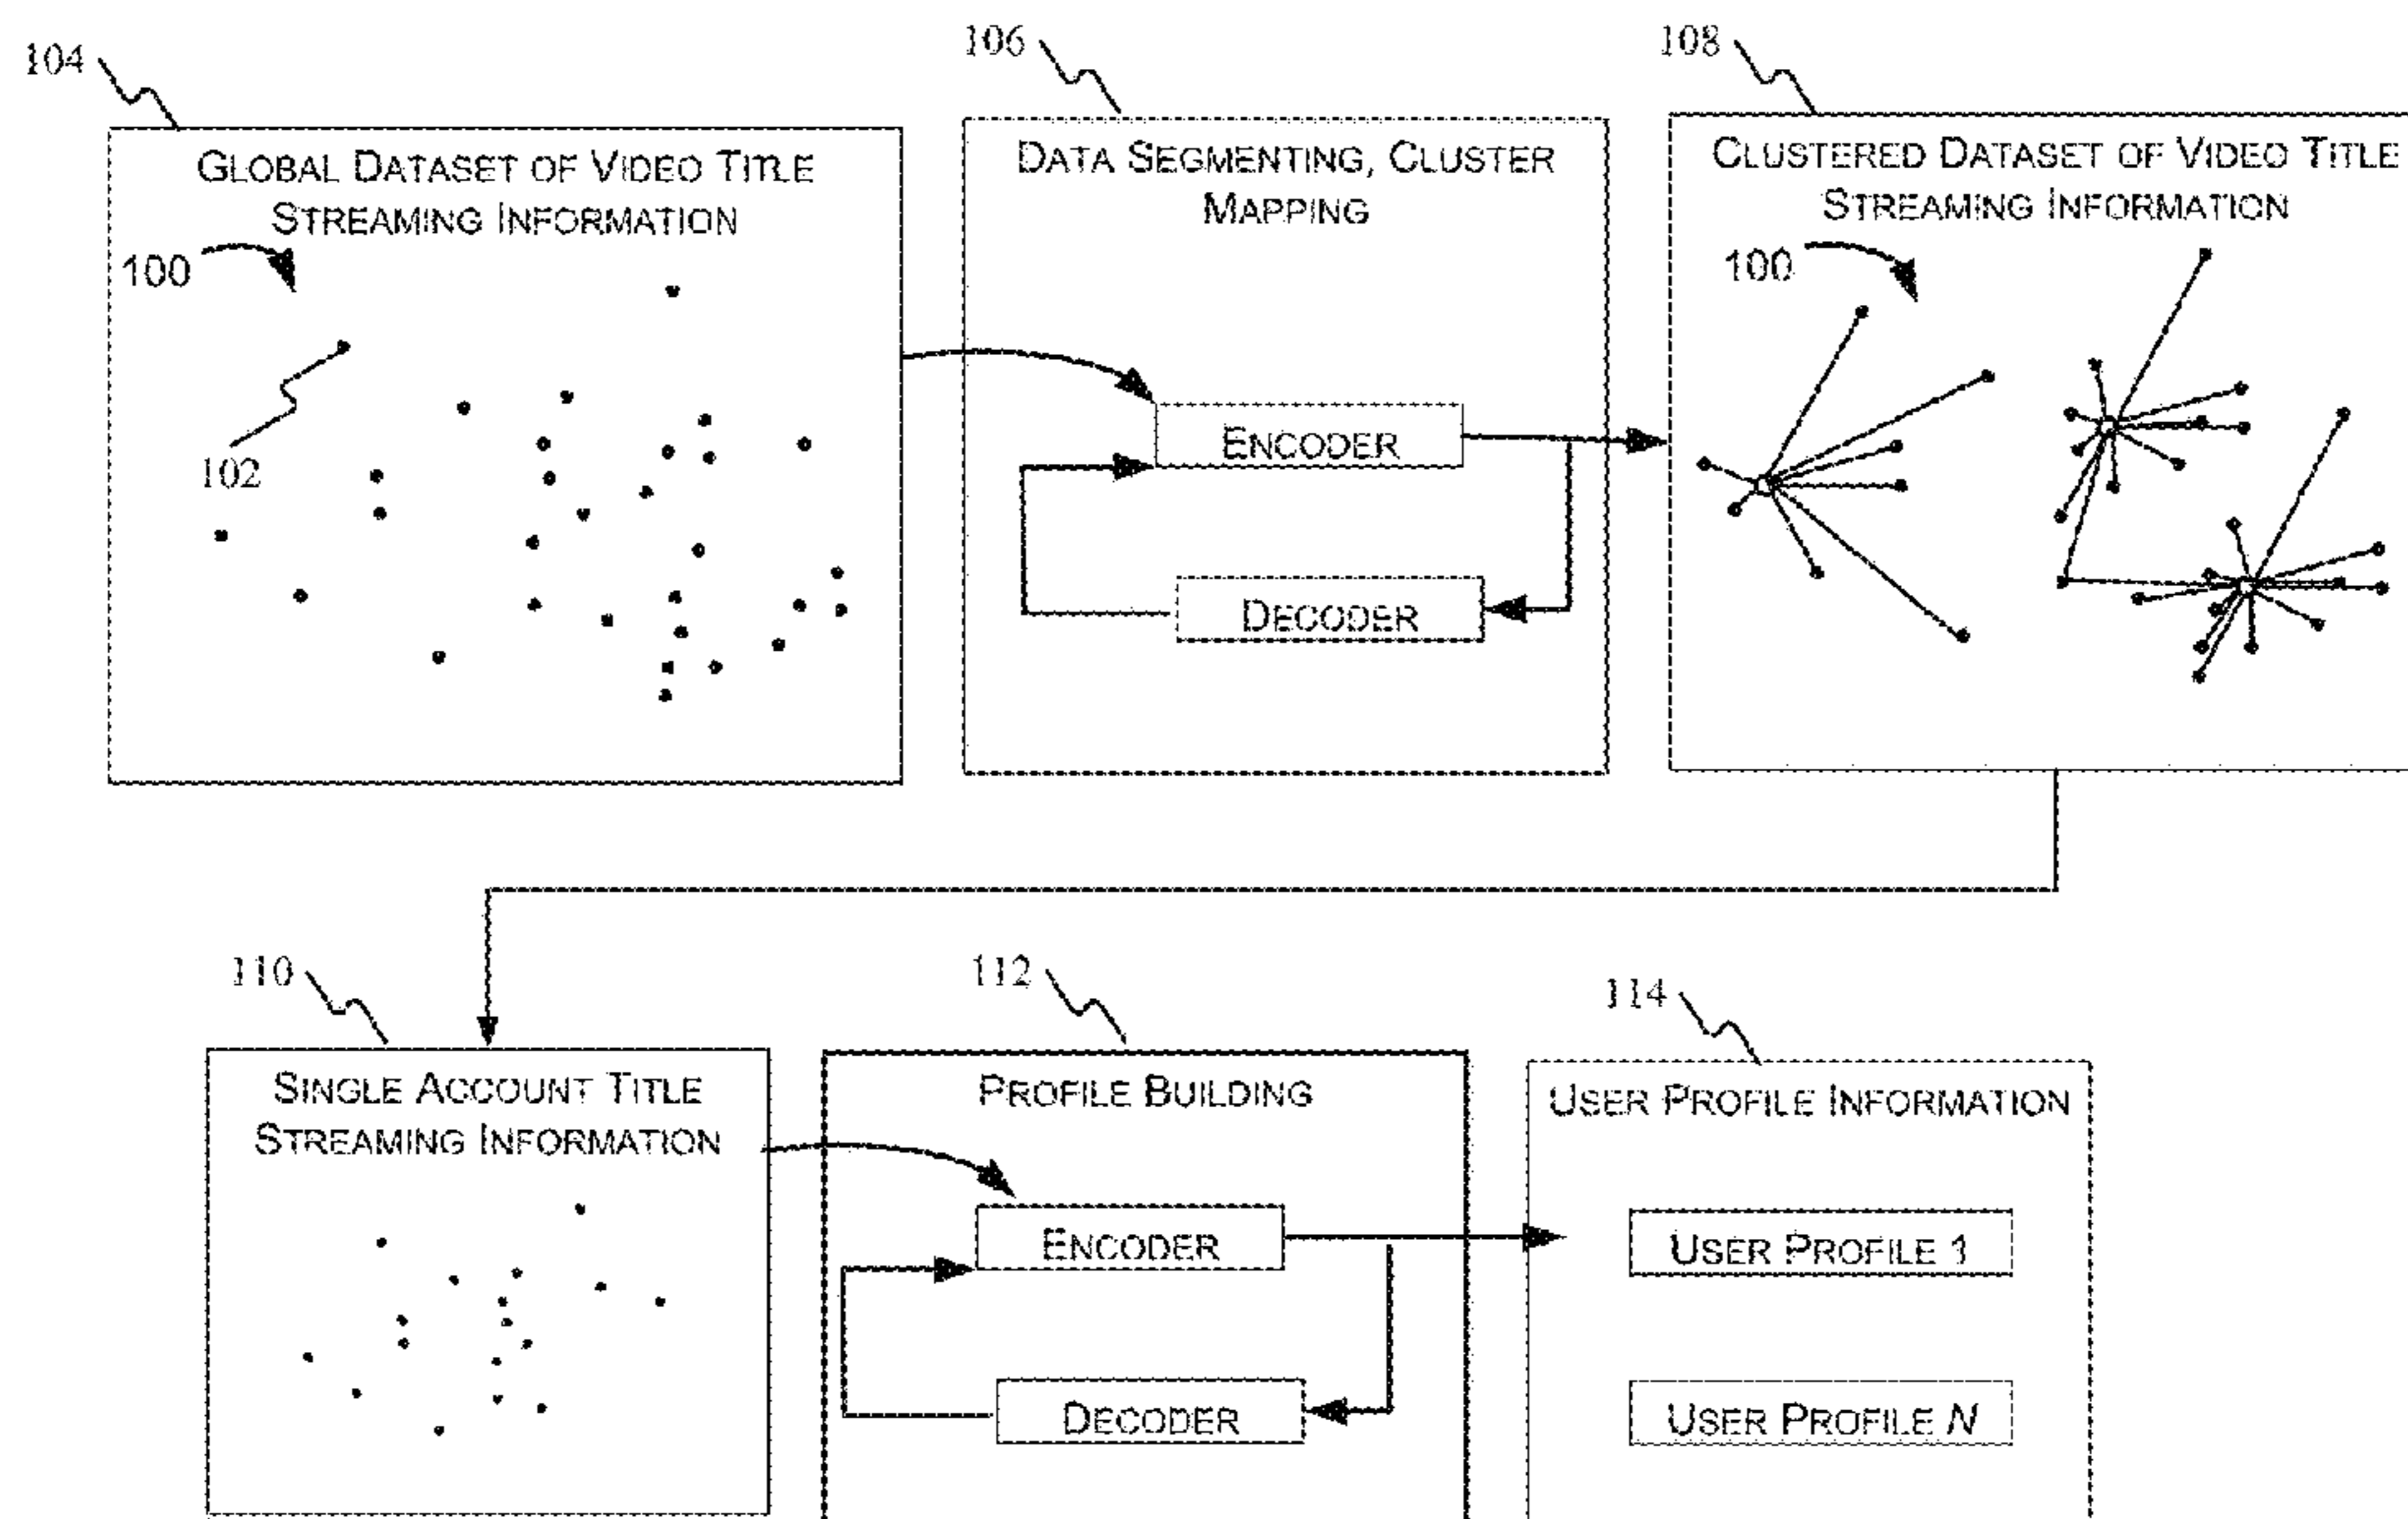 104
106
108
GLOBAL DATASET OF VIDEO TITLE
STREAMING INFORMATION
100
102
DATA SEGMENTING, CLUSTER
MAPPING
ENCODER
DECODER
CLUSTERED DATASET OF VIDEO TITLE
STREAMING INFORMATION
100
110
112
114
SINGLE ACCOUNT TITLE
STREAMING INFORMATION
PROFILE BUILDING
ENCODER
DECODER
USER PROFILE INFORMATION
USER PROFILE 1
USER PROFILE N